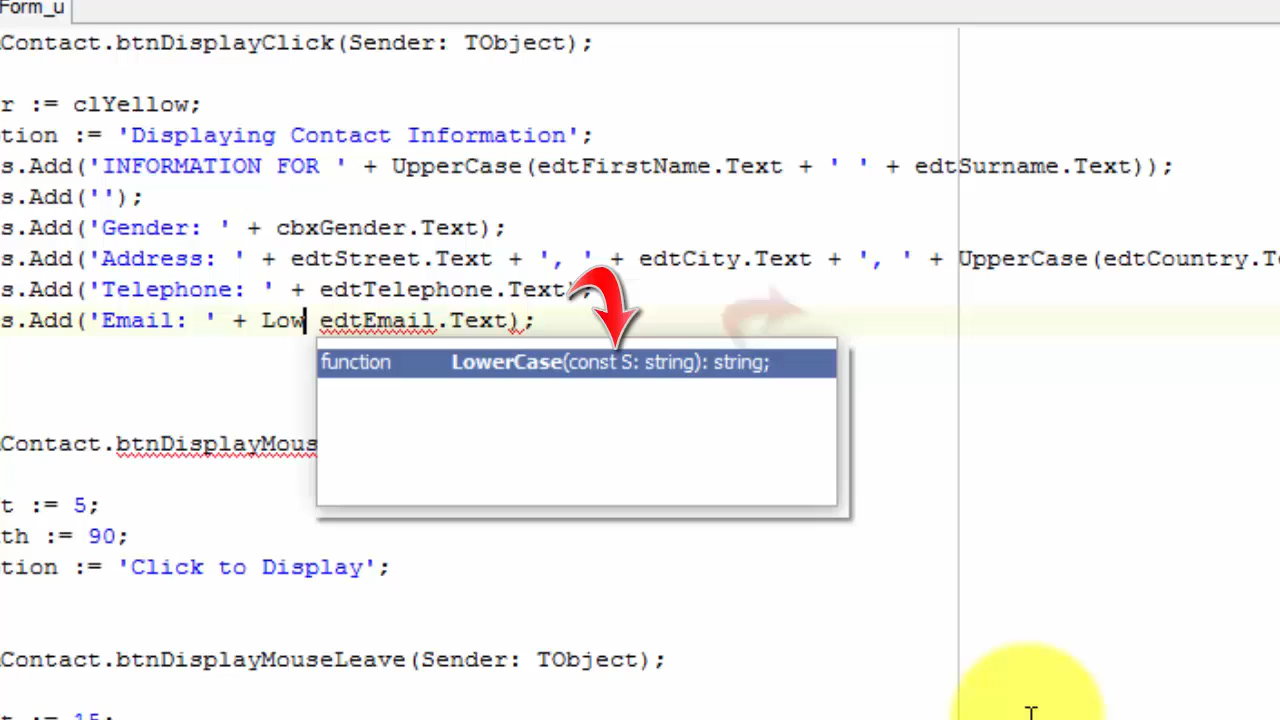 Form_u
Contact.btnDisplayClick(Sender: TObject);
r := clYellow;
tion := 'Displaying Contact Information';
s.Add('INFORMATION FOR ' + UpperCase(edtFirstName.Text + ' ' + edtSurname.Text));
s.Add('');
s.Add('Gender: ' + cbxGender.Text);
s.Add('Address: ' + edtStreet.Text + ', ' + edtCity.Text + ', ' + UpperCase(edtCountry.Te
s.Add('Telephone: ' + edtTelephone.Text);
s.Add('Email: ' + Low edtEmail.Text);
function LowerCase(const S: string): string;
Contact.btnDisplayMous
t := 5;
th := 90;
tion := 'Click to Display';
Contact.btnDisplayMouseLeave(Sender: TObject);
t := 15;